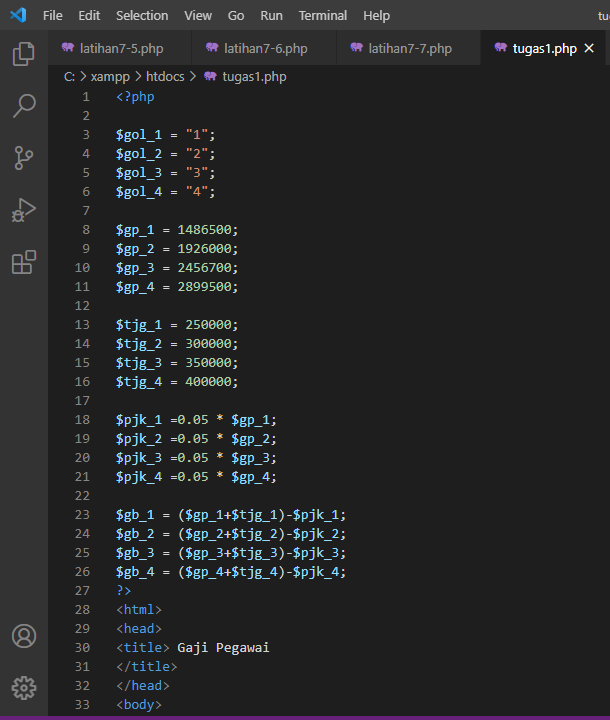 File Edit Selection View Go Run Terminal Help tu
latihan7-5.php latihan7-6.php latihan7-7.php tugas1.php ×
C: > xampp > htdocs > tugas1.php
1 <?php
2
3 $gol_1 = "1";
4 $gol_2 = "2";
5 $gol_3 = "3";
6 $gol_4 = "4";
7
8 $gp_1 = 1486500;
9 $gp_2 = 1926000;
10 $gp_3 = 2456700;
11 $gp_4 = 2899500;
12
13 $tjg_1 = 250000;
14 $tjg_2 = 300000;
15 $tjg_3 = 350000;
16 $tjg_4 = 400000;
17
18 $pjk_1 =0.05 * $gp_1;
19 $pjk_2 =0.05 * $gp_2;
20 $pjk_3 =0.05 * $gp_3;
21 $pjk_4 =0.05 * $gp_4;
22
23 $gb_1 = ($gp_1+$tjg_1)-$pjk_1;
24 $gb_2 = ($gp_2+$tjg_2)-$pjk_2;
25 $gb_3 = ($gp_3+$tjg_3)-$pjk_3;
26 $gb_4 = ($gp_4+$tjg_4)-$pjk_4;
27 ?>
28 <html>
29 <head>
30 <title> Gaji Pegawai
31 </title>
32 </head>
33 <body>